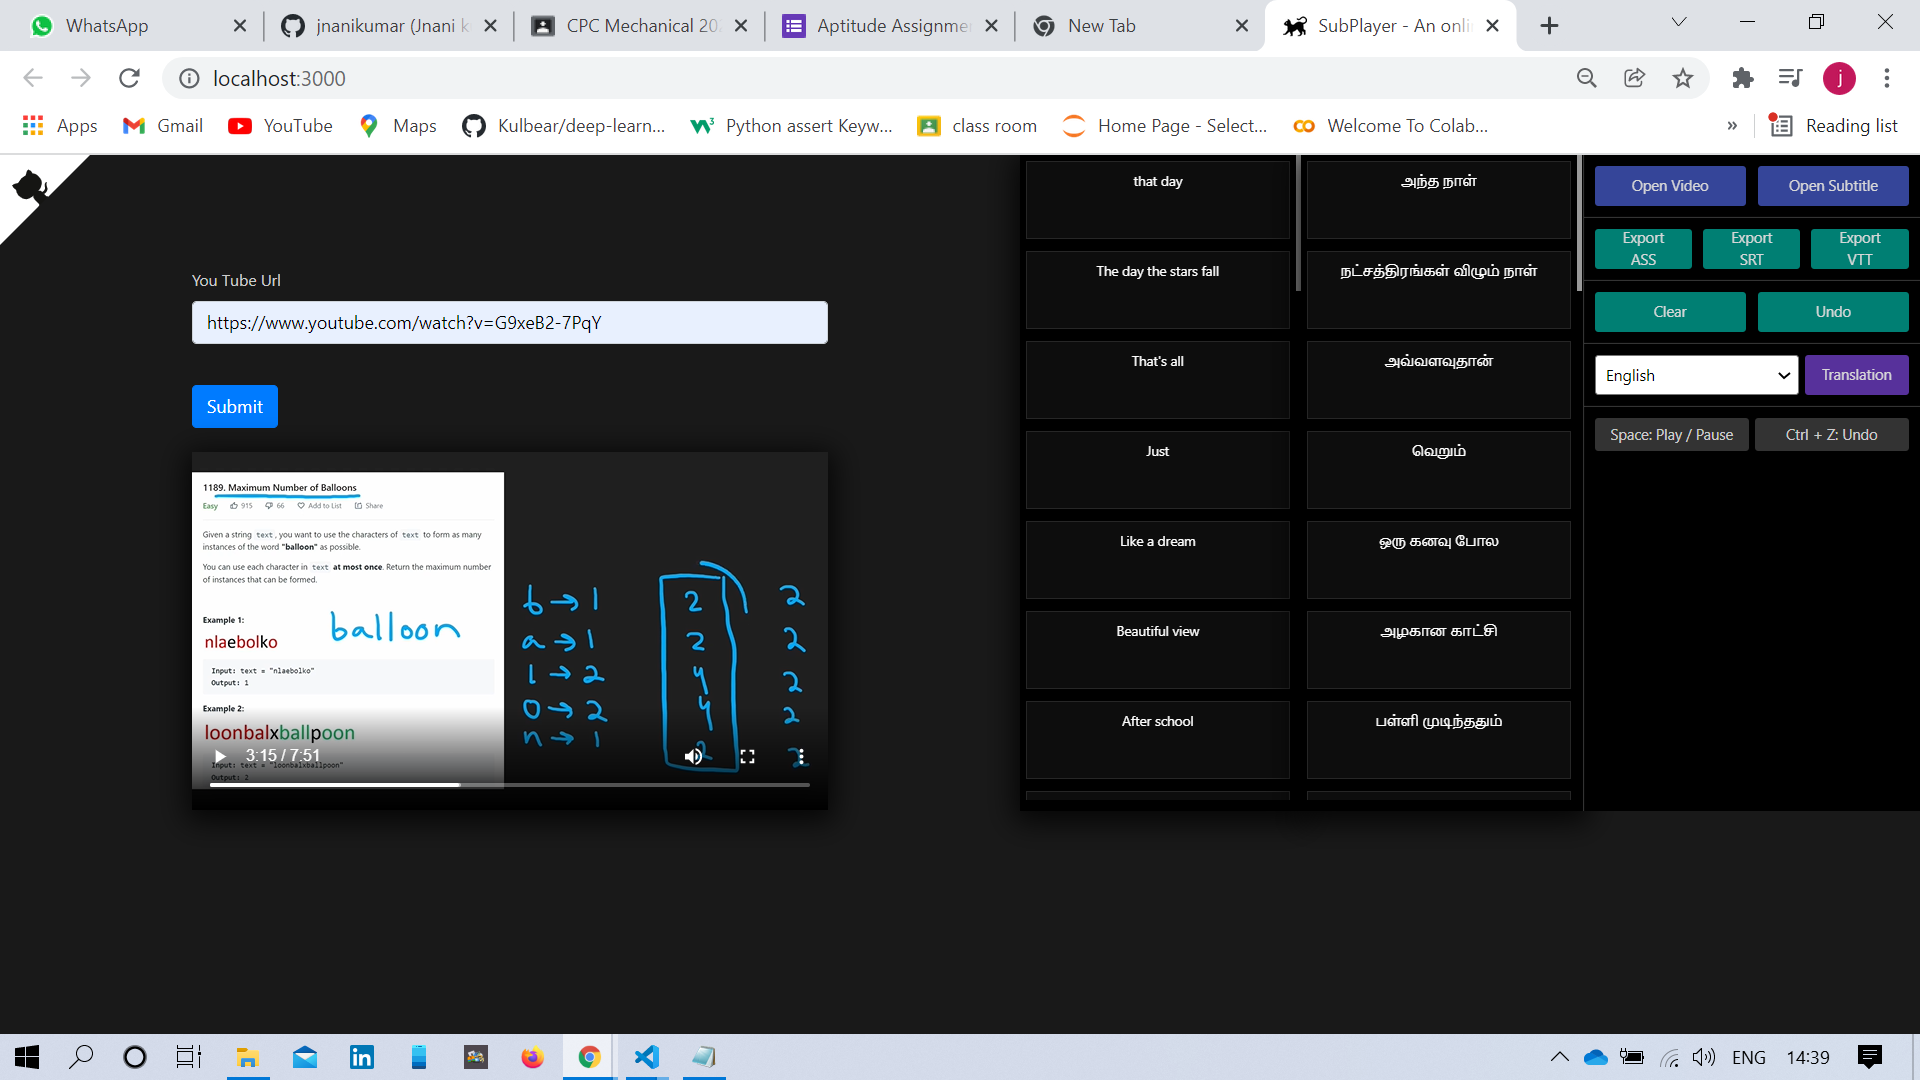 WhatsApp
jnanikumar (Jnani k
CPC Mechanical 20
Aptitude Assignme
New Tab
SubPlayer - An onli
localhost:3000
j
Apps
Gmail
YouTube
Maps
Kulbear/deep-learn...
Python assert Keyw...
class room
Home Page - Select...
Welcome To Colab...
»
Reading list
You Tube Url
https://www.youtube.com/watch?v=G9xeB2-7PqY
Submit
1189. Maximum Number of Balloons
Easy 915 66 Add to List Share
Given a string text, you want to use the characters of text to form as many
instances of the word "balloon" as possible.
You can use each character in text at most once. Return the maximum number
of instances that can be formed.
Example 1:
nlaebolko
balloon
Input: text = "nlaebolko"
Output: 1
Example 2:
loonbalxballpoon
Input: text = "loonbalxballpoon"
Output: 2
3:15 / 7:51
b → 1 2 2
a → 1 2 2
l → 2 4 2
o → 2 4 2
n → 1 2 2
that day
அந்த நாள்
The day the stars fall
நட்சத்திரங்கள் விழும் நாள்
That's all
அவ்வளவுதான்
Just
வெறும்
Like a dream
ஒரு கனவு போல
Beautiful view
அழகான காட்சி
After school
பள்ளி முடிந்ததும்
Open Video
Open Subtitle
Export
ASS
Export
SRT
Export
VTT
Clear
Undo
English
Translation
Space: Play / Pause
Ctrl + Z: Undo
ENG
14:39